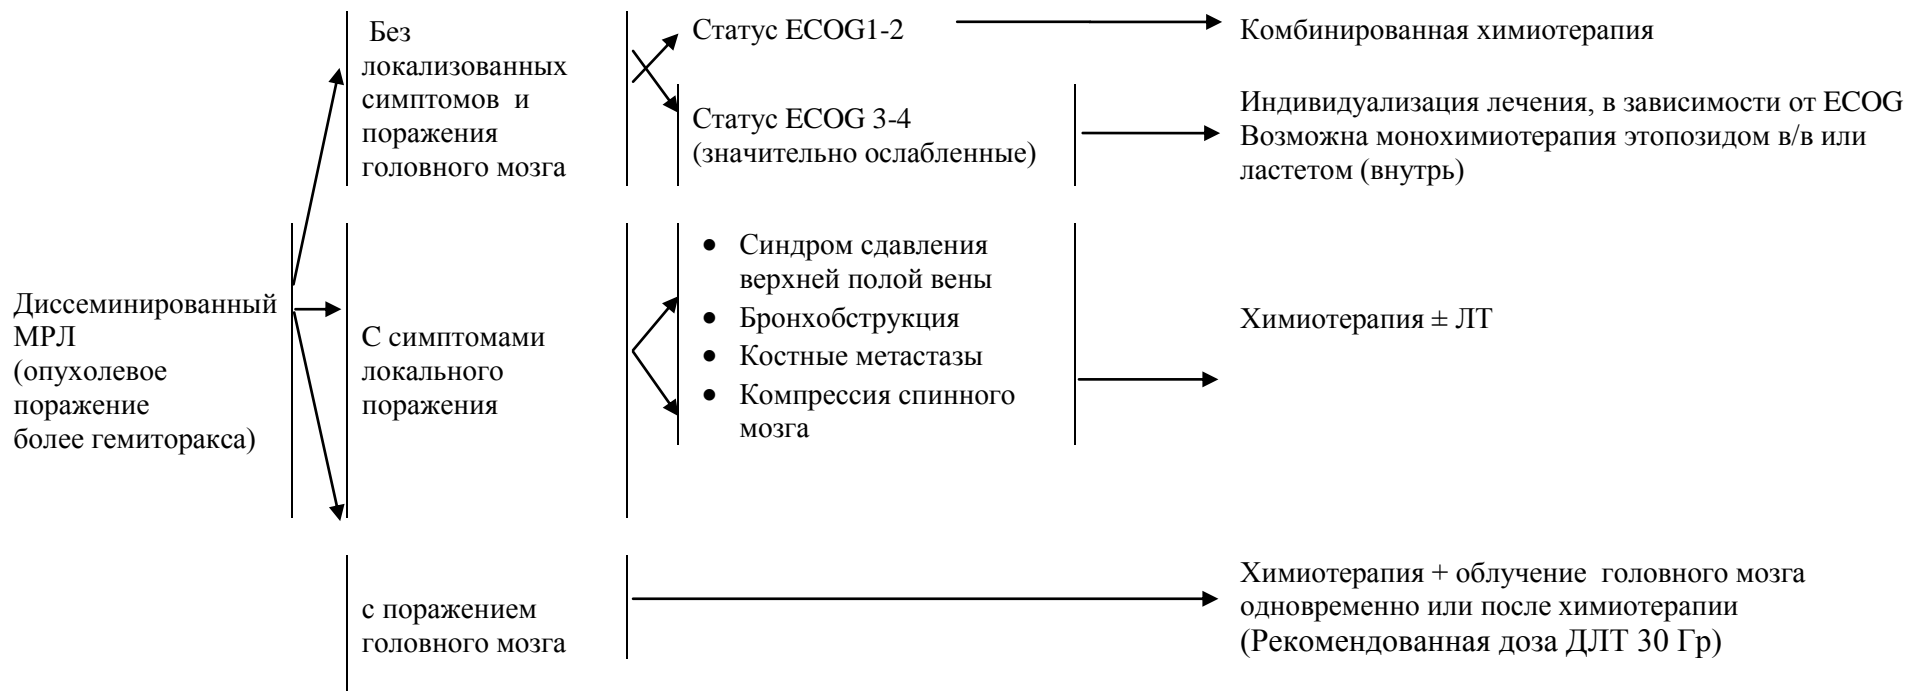 Диссеминированный
МРЛ
(опухолевое
поражение
более гемиторакса)
Без
локализованных
симптомов и
поражения
головного мозга
Статус ECOG1-2
Комбинированная химиотерапия
Статус ECOG 3-4
(значительно ослабленные)
Индивидуализация лечения, в зависимости от ECOG
Возможна монохимиотерапия этопозидом в/в или
ластетом (внутрь)
С симптомами
локального
поражения
• Синдром сдавления
верхней полой вены
• Бронхобструкция
• Костные метастазы
• Компрессия спинного
мозга
Химиотерапия ± ЛТ
с поражением
головного мозга
Химиотерапия + облучение головного мозга
одновременно или после химиотерапии
(Рекомендованная доза ДЛТ 30 Гр)